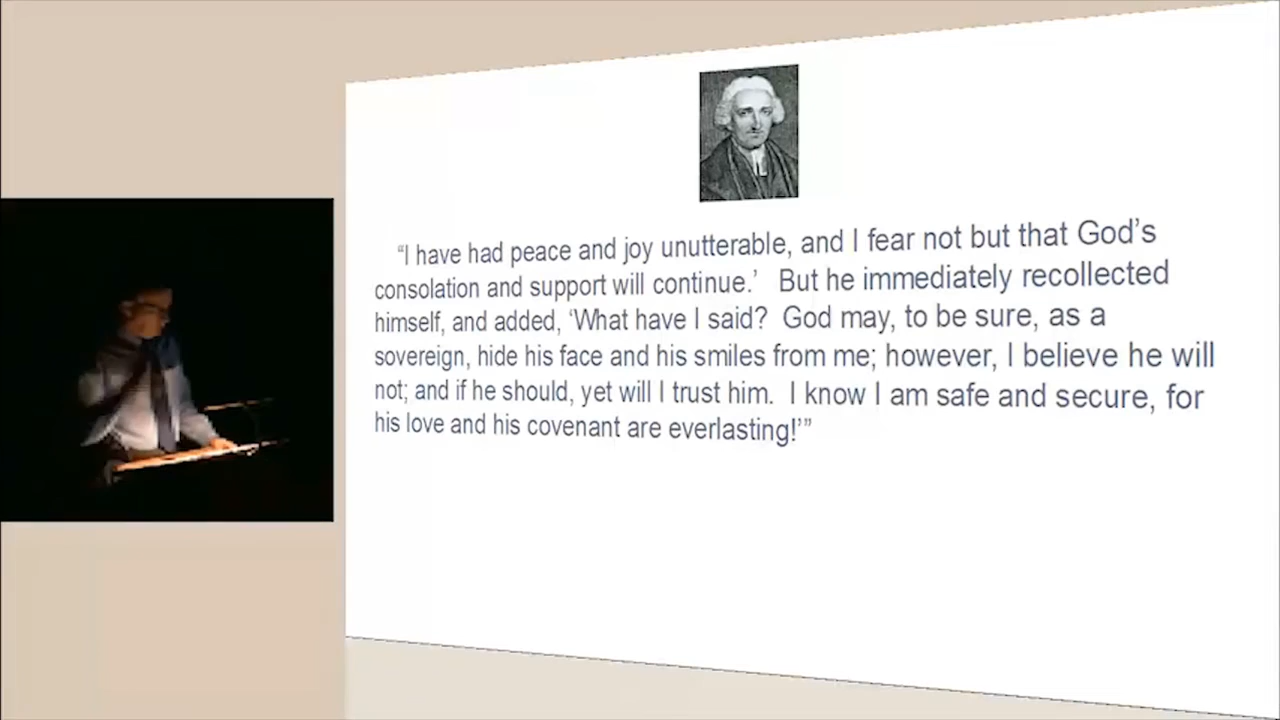 “I have had peace and joy unutterable, and I fear not but that God’s
consolation and support will continue.’ But he immediately recollected
himself, and added, ‘What have I said? God may, to be sure, as a
sovereign, hide his face and his smiles from me; however, I believe he will
not; and if he should, yet will I trust him. I know I am safe and secure, for
his love and his covenant are everlasting!’”